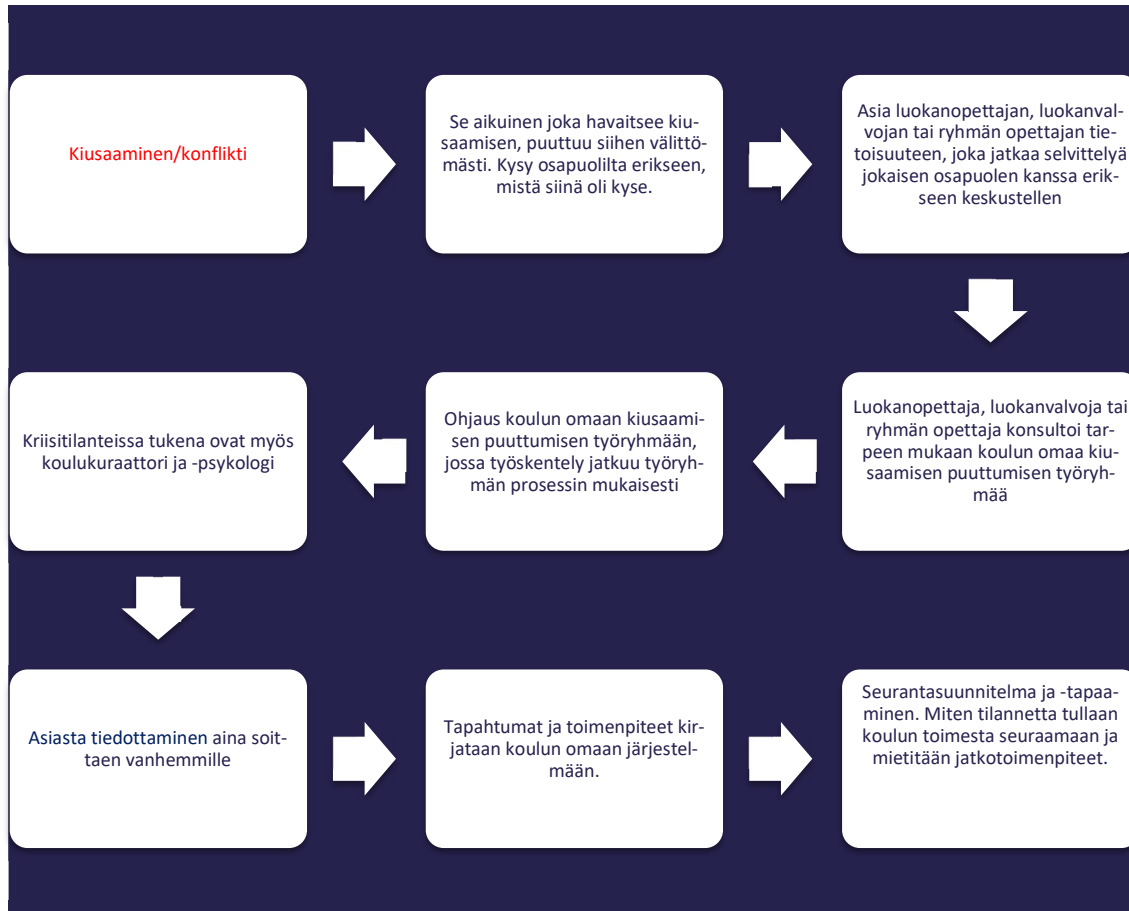 Kiusaaminen/konflikti
Se aikuinen joka havaitsee kiu-
saamisen, puuttuu siihen välittö-
mästi. Kysy osapuolilta erikseen,
mistä siinä oli kyse.
Asia luokanopettajan, luokanval-
vojan tai ryhmän opettajan tie-
toisuuteen, joka jatkaa selvittelyä
jokaisen osapuolen kanssa erik-
seen keskustellen
Luokanopettaja, luokanvalvoja tai
ryhmän opettaja konsultoi tar-
peen mukaan koulun omaa kiu-
saamisen puuttumisen työryh-
mää
Ohjaus koulun omaan kiusaami-
sen puuttumisen työryhmään,
jossa työskentely jatkuu työryh-
män prosessin mukaisesti
Kriisitilanteissa tukena ovat myös
koulukuraattori ja -psykologi
Asiasta tiedottaminen aina soit-
taen vanhemmille
Tapahtumat ja toimenpiteet kir-
jataan koulun omaan järjestel-
mään.
Seurantasuunnitelma ja -tapaa-
minen. Miten tilannetta tullaan
koulun toimesta seuraamaan ja
mietitään jatkotoimenpiteet.